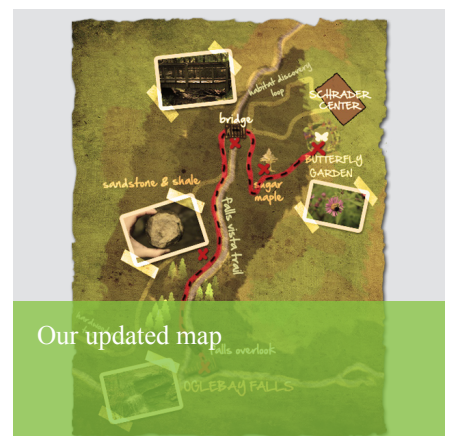 habitat discovery
loop
SCHRADER
CENTER
bridge
BUTTERFLY
GARDEN
sugar
maple
sandstone & shale
falls vista trail
Our updated map
falls overlook
OGLEBAY FALLS